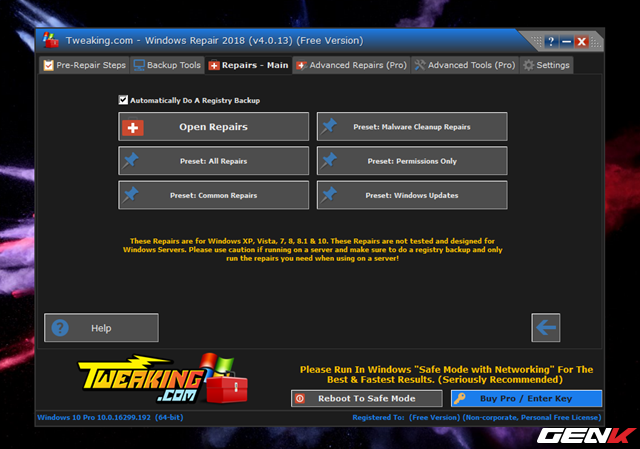 Tweaking.com - Windows Repair 2018 (v4.0.13) (Free Version)
Pre-Repair Steps Backup Tools Repairs - Main Advanced Repairs (Pro) Advanced Tools (Pro) Settings
Automatically Do A Registry Backup
Open Repairs Preset: Malware Cleanup Repairs
Preset: All Repairs Preset: Permissions Only
Preset: Common Repairs Preset: Windows Updates
These Repairs are for Windows XP, Vista, 7, 8, 8.1 & 10. These Repairs are not tested and designed for
Windows Servers. Please use caution if running on a server and make sure to do a registry backup and only
run the repairs you need when using on a server!
? Help
TWEAKING
.COM
Please Run In Windows "Safe Mode with Networking" For The
Best & Fastest Results. (Seriously Recommended)
Reboot To Safe Mode Buy Pro / Enter Key
Windows 10 Pro 10.0.16299.192 (64-bit) Registered To: (Free Version) (Non-corporate, Personal Free License)
GENK